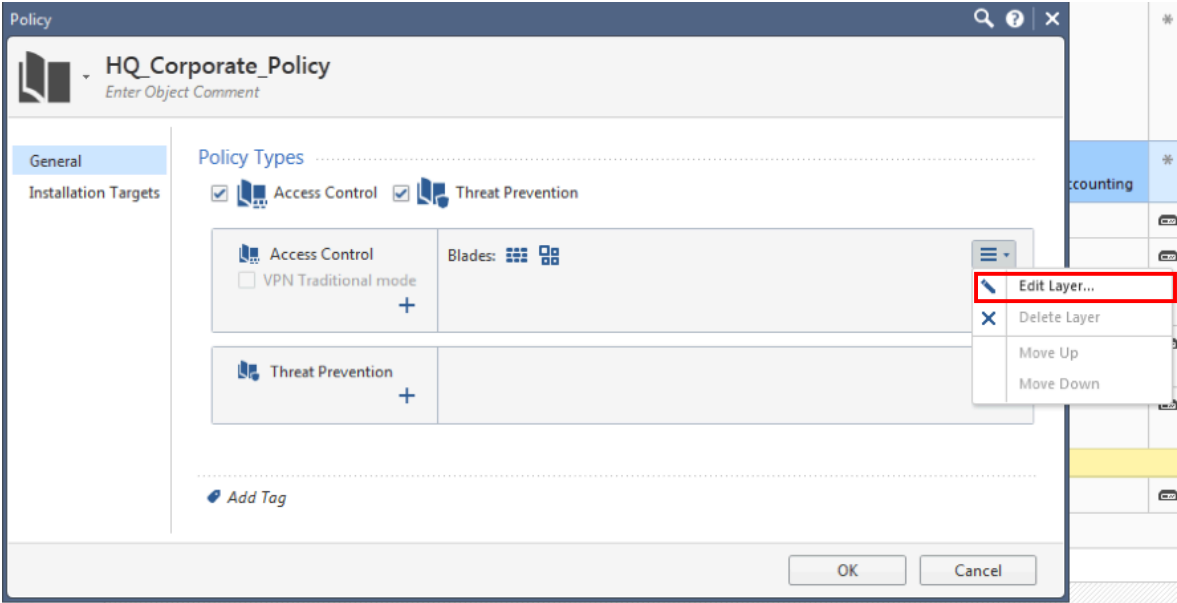 Policy
HQ_Corporate_Policy
Enter Object Comment
General
Installation Targets
Policy Types
Access Control
Threat Prevention
Access Control
VPN Traditional mode
Blades:
Threat Prevention
Edit Layer...
Delete Layer
Move Up
Move Down
Add Tag
OK
Cancel
ccounting